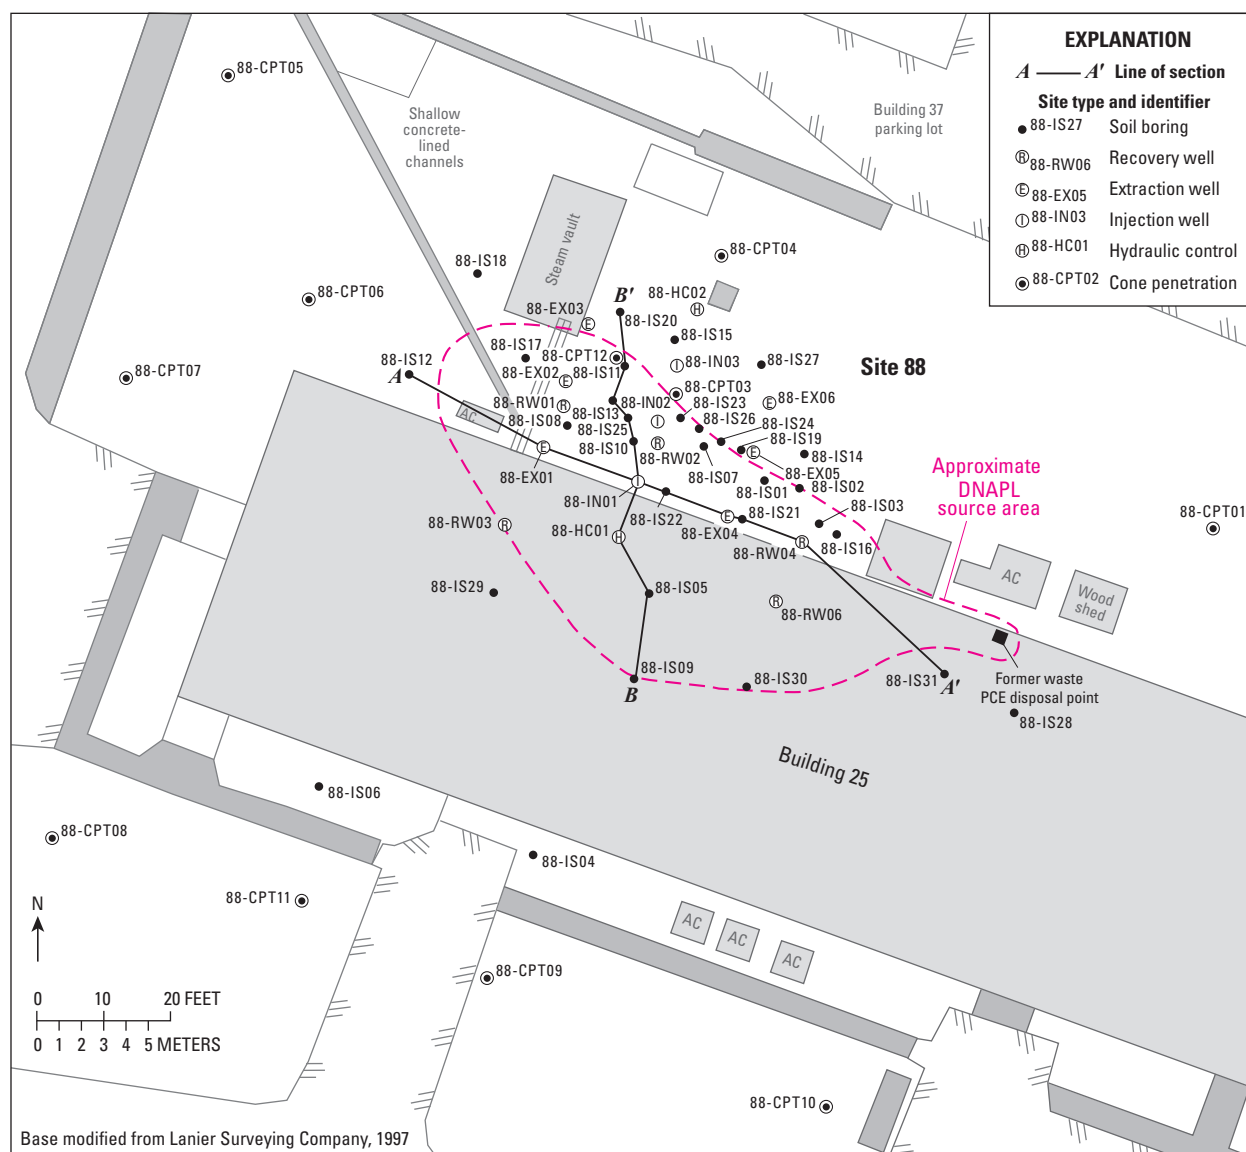 EXPLANATION
A A′ Line of section
Site type and identifier
88-IS27 Soil boring
88-RW06 Recovery well
88-EX05 Extraction well
88-IN03 Injection well
88-HC01 Hydraulic control
88-CPT02 Cone penetration
R
E
I
H
88-CPT05
Shallow
concrete-
lined
channels
Building 37
parking lot
Steam vault
88-CPT04
88-IS18
88-CPT06
88-HC02
H
B′
88-EX03
E
88-IS20
88-IS15
88-IS17
88-CPT12
88-IS12
A
88-CPT07
88-EX02
E
88-IS11
I
88-IN03
88-IS27
Site 88
88-CPT03
88-RW01
R
88-IS13
88-IN02
I
88-IS23
E
88-EX06
AC
88-IS08
88-IS25
88-IS26
88-IS24
88-IS10
R
88-RW02
88-IS19
88-IS14
E
E
88-EX01
88-IS07
88-EX05
88-IS01
88-IS02
Approximate
DNAPL
source area
I
88-IN01
88-IS22
88-IS21
88-IS03
88-CPT01
88-RW03
R
88-HC01
H
E
88-EX04
R
88-RW04
88-IS16
AC
Wood
shed
88-IS29
88-IS05
R
88-RW06
88-IS09
B
88-IS30
88-IS31
A′
Former waste
PCE disposal point
88-IS28
Building 25
88-IS06
88-CPT08
88-IS04
88-CPT11
AC
AC
AC
N
88-CPT09
0 10 20 FEET
0 1 2 3 4 5 METERS
88-CPT10
Base modified from Lanier Surveying Company, 1997